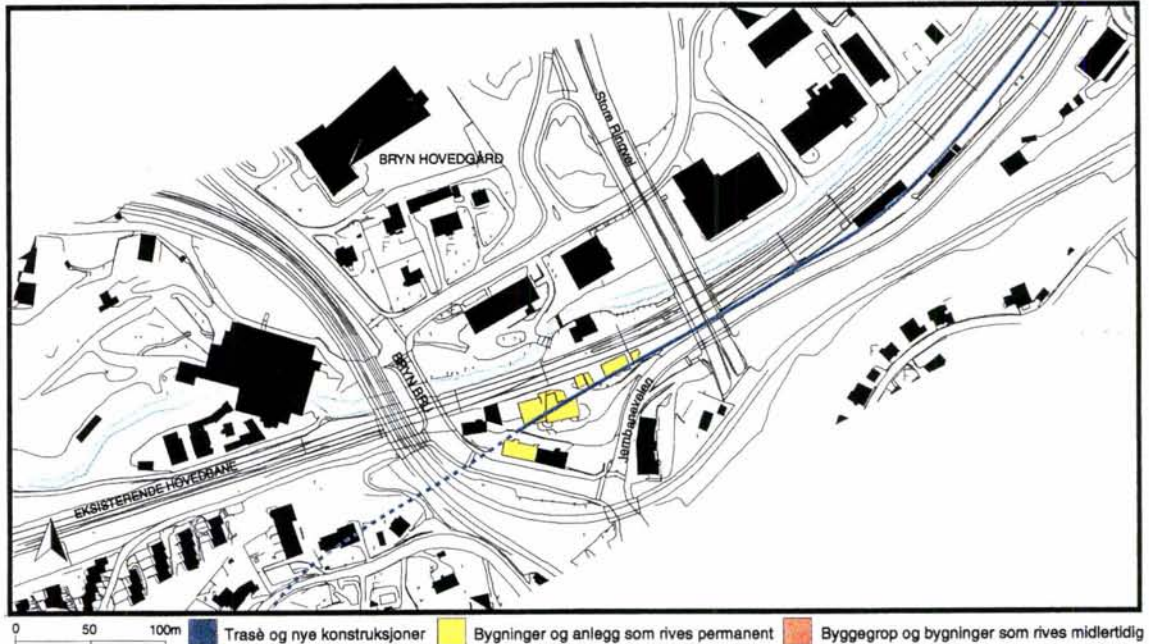 Store Ringvei
BRYN HOVEDGÅRD
BRYN BRU
Jernbaneveien
EKSISTERENDE HOVEDBANE
0 50 100m
Trasè og nye konstruksjoner
Bygninger og anlegg som rives permanent
Byggegrop og bygninger som rives midlertidig